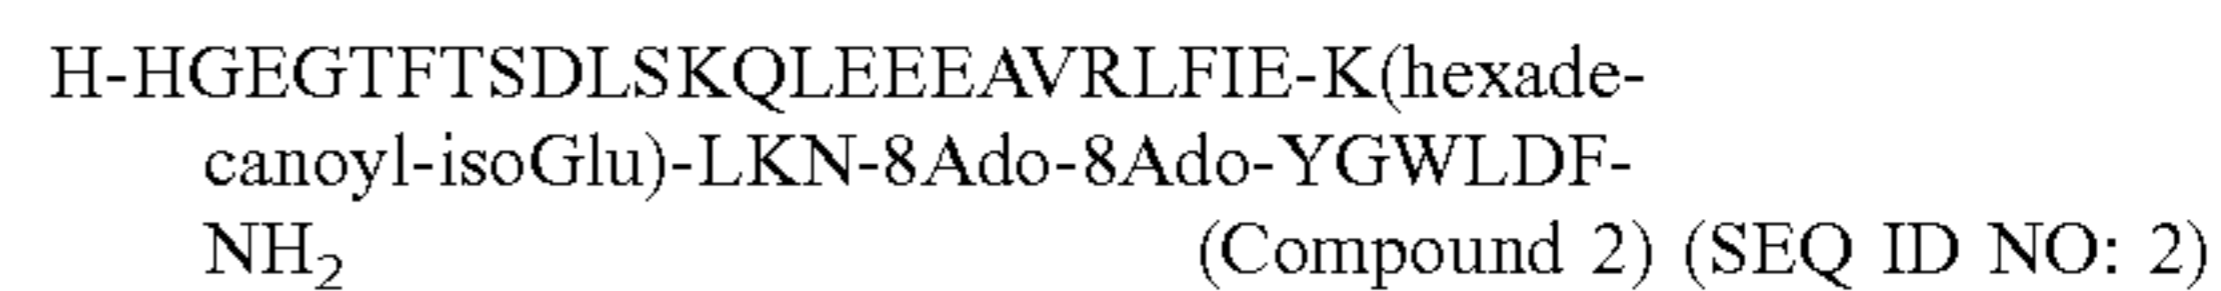 H-HGEGTFTSDLSKQLEEEAVRLFIE-K(hexade-
canoyl-isoGlu)-LKN-8Ado-8Ado-YGWLDF-
NH₂ (Compound 2) (SEQ ID NO: 2)